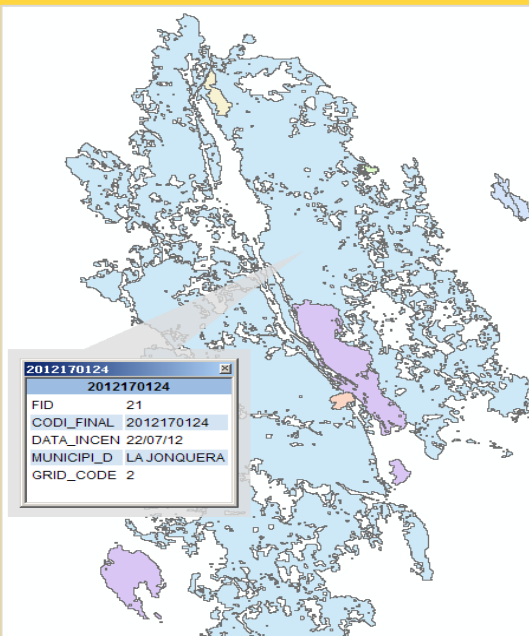 2012170124
2012170124
FID 21
CODI_FINAL 2012170124
DATA_INCEN 22/07/12
MUNICIPI_D LA JONQUERA
GRID_CODE 2